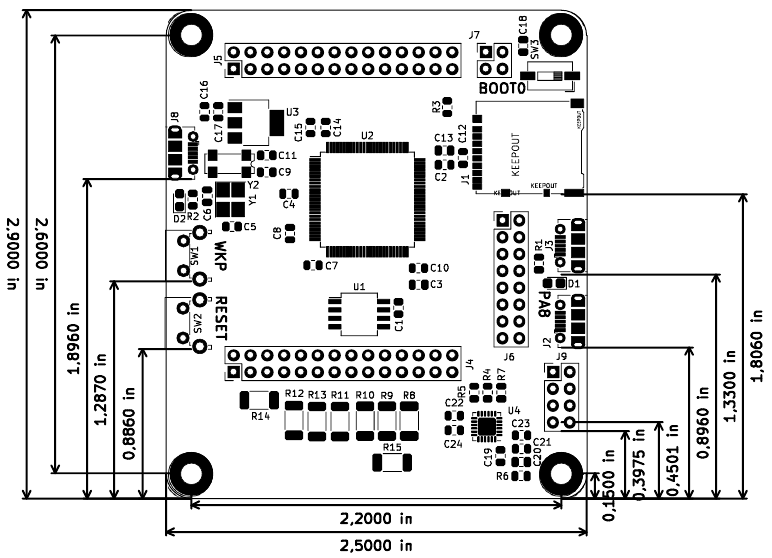 C18
J7
SW3
J5
BOOT0
C16
R3
J8
C17
U3
C15
C14
U2
C13
C12
KEEPOUT
KEEPOUT
C11
C2
C9
J1
Y2
KEEPOUT
KEEPOUT
D2
R2
C6
Y1
C4
C5
C8
WKP
SW1
R1
J3
C7
C10
C3
D1
PA8
RESET
SW2
U1
C1
J2
J4
J6
J9
R12
R13
R11
R10
R9
R8
R5
R4
R7
R14
C22
U4
C24
C23
C21
C20
C19
R15
R6
2,9000 in
2,6000 in
1,8960 in
1,2870 in
0,8860 in
0,1500 in
0,3975 in
0,4501 in
0,8960 in
1,3300 in
1,8060 in
2,2000 in
2,5000 in